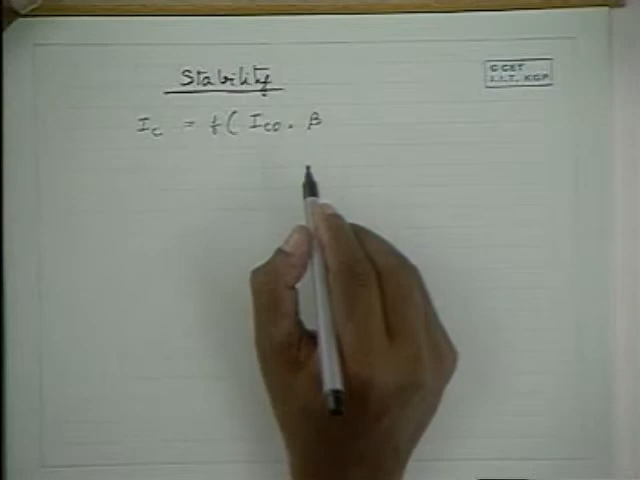 Stability
© CET
I.I.T. KGP
I_C = f( I_CO, β